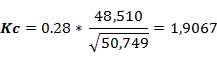 Kc = 0.28 * 48,510 / √50,749 = 1,9067